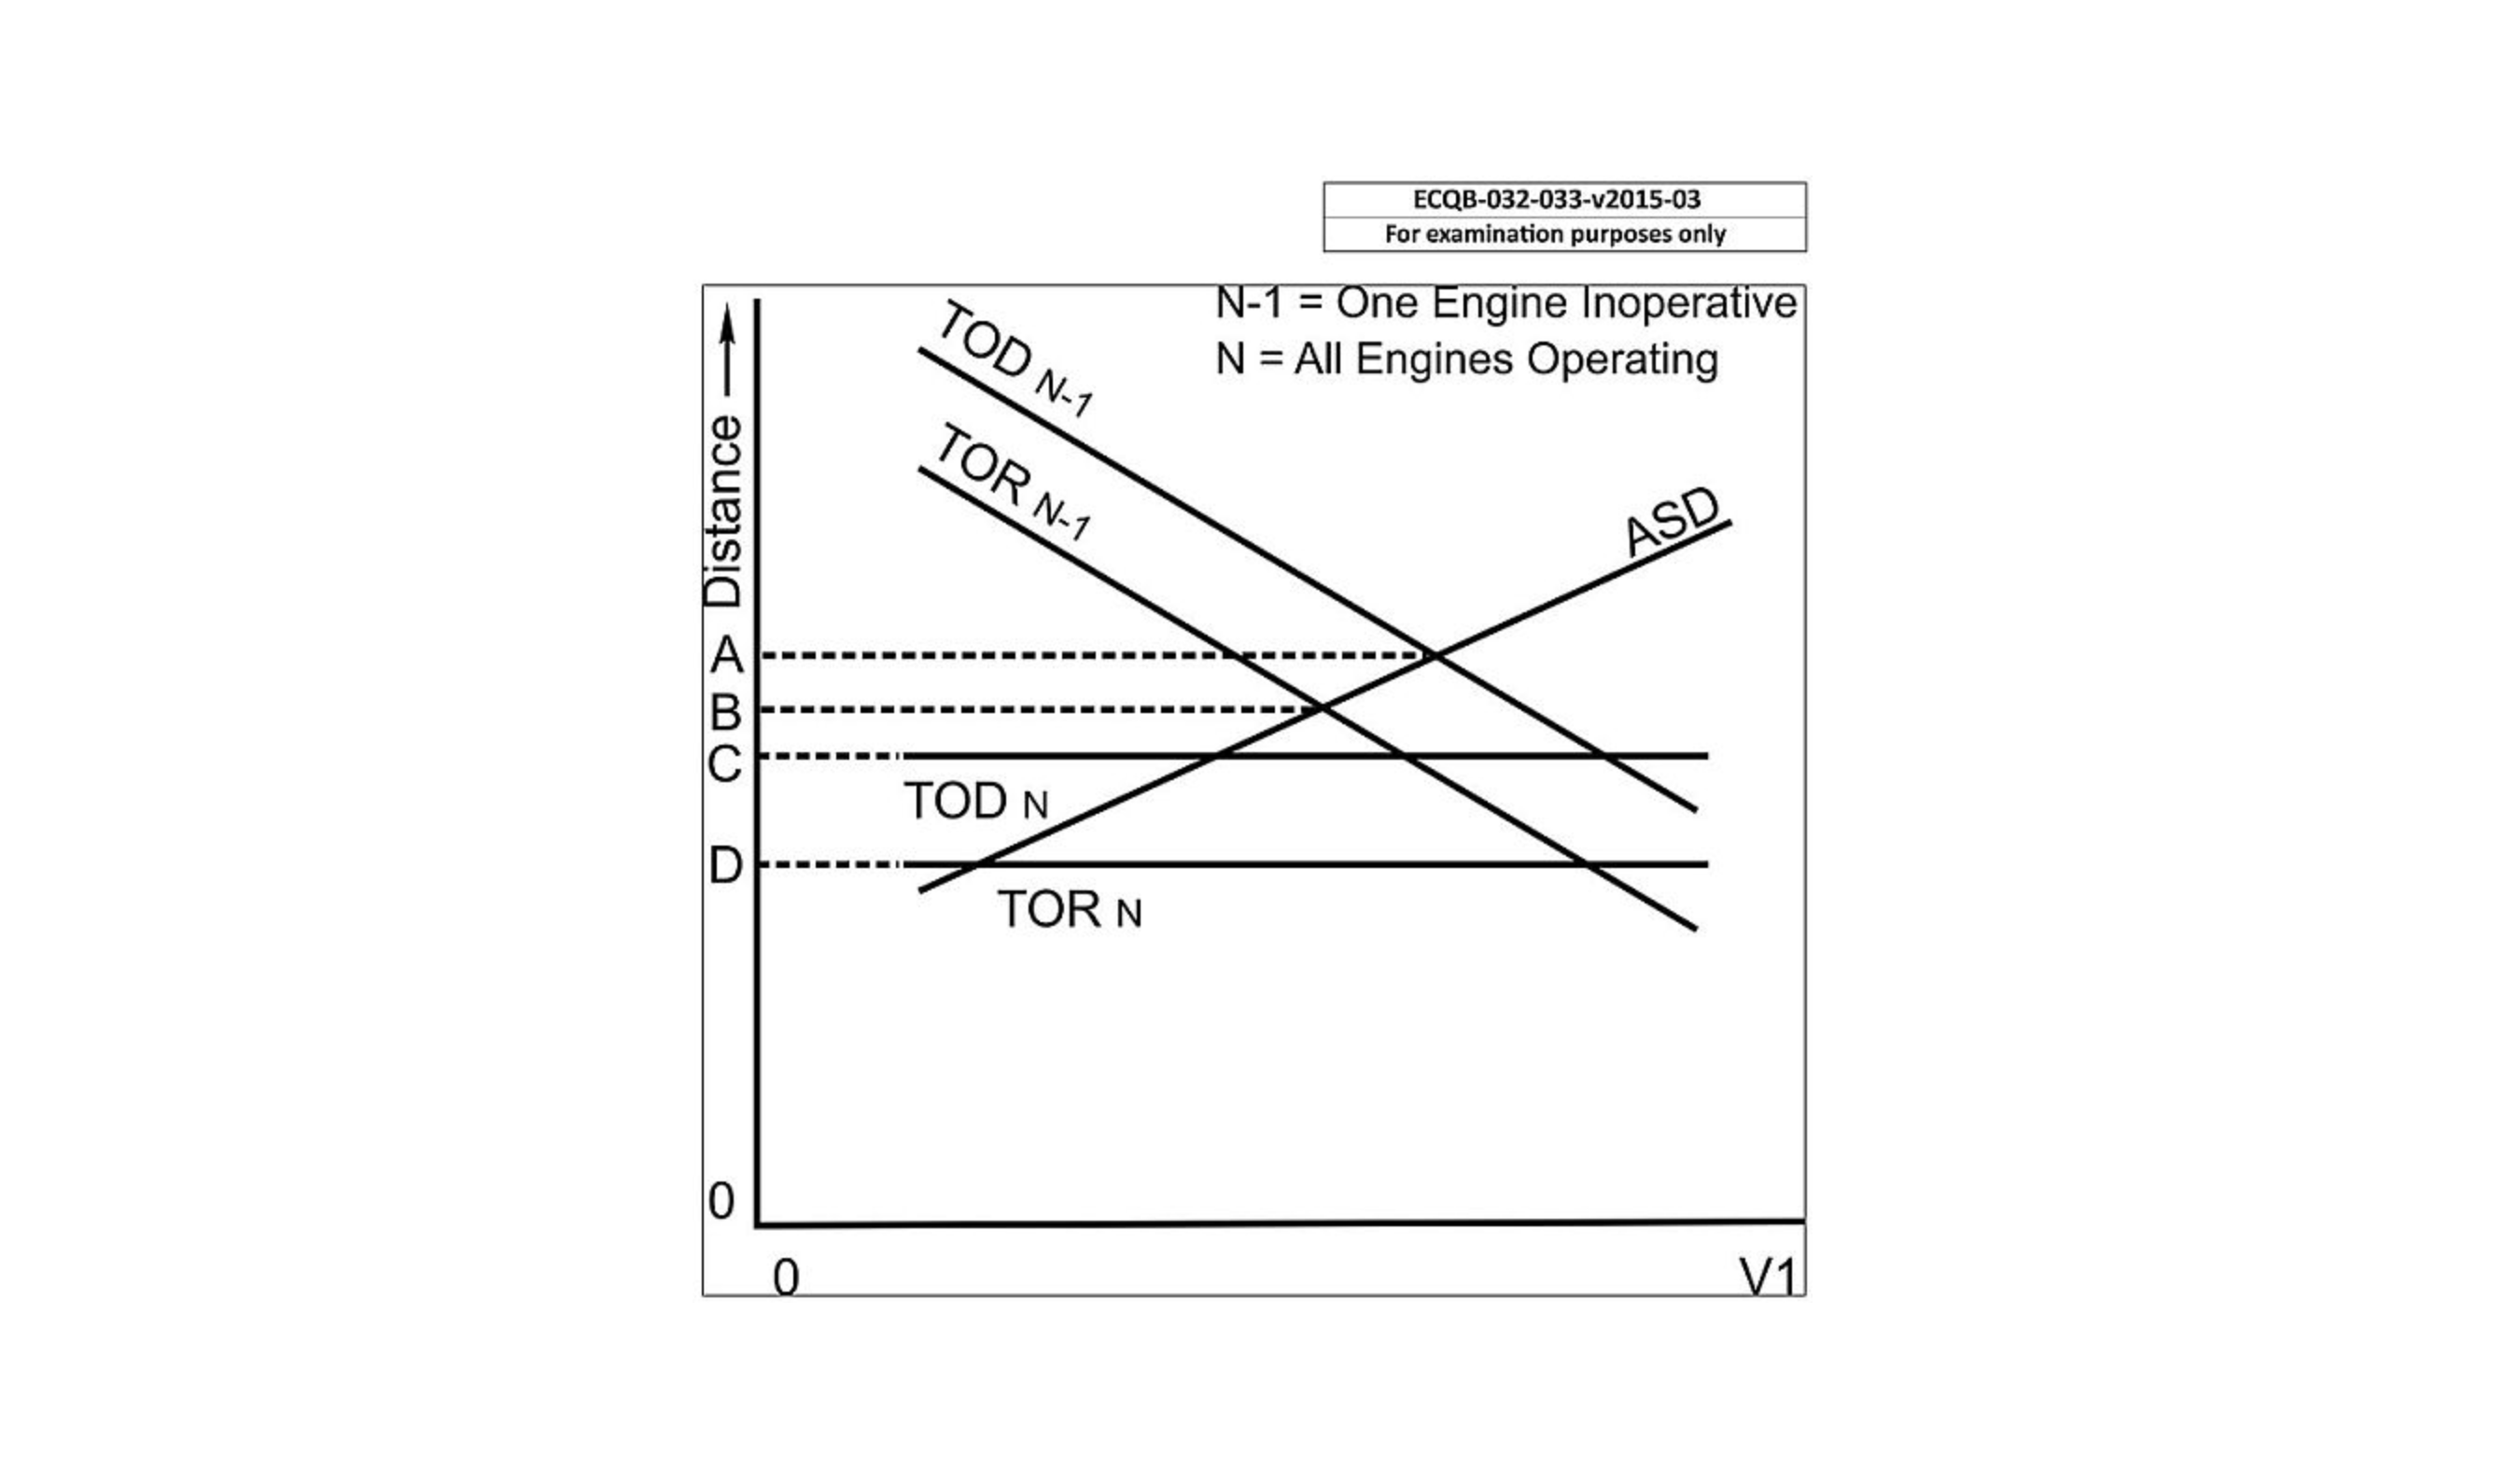 ECQB-032-033-v2015-03
For examination purposes only
N-1 = One Engine Inoperative
N = All Engines Operating
TOD N-1
TOR N-1
ASD
Distance
A
B
C
TOD N
D
TOR N
0
0
V1